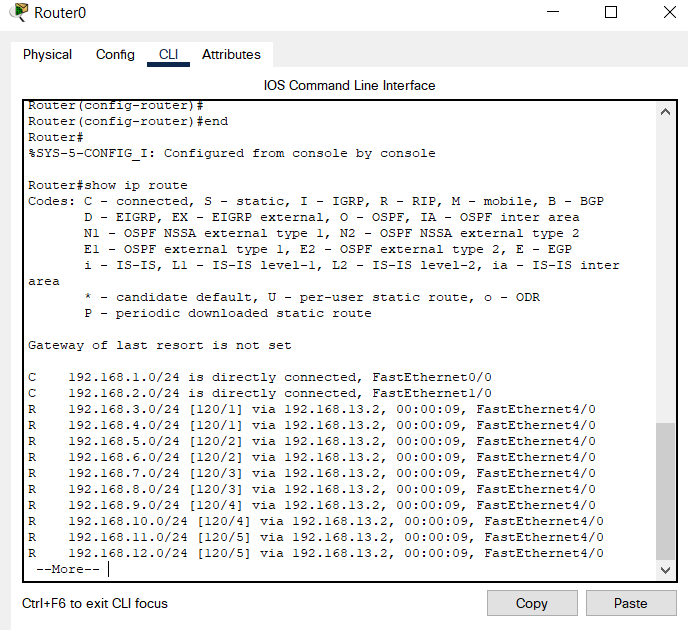 Router0
Physical Config CLI Attributes
IOS Command Line Interface
Router(config-router)#
Router(config-router)#end
Router#
%SYS-5-CONFIG_I: Configured from console by console
Router#show ip route
Codes: C - connected, S - static, I - IGRP, R - RIP, M - mobile, B - BGP
D - EIGRP, EX - EIGRP external, O - OSPF, IA - OSPF inter area
N1 - OSPF NSSA external type 1, N2 - OSPF NSSA external type 2
E1 - OSPF external type 1, E2 - OSPF external type 2, E - EGP
i - IS-IS, L1 - IS-IS level-1, L2 - IS-IS level-2, ia - IS-IS inter
area
* - candidate default, U - per-user static route, o - ODR
P - periodic downloaded static route
Gateway of last resort is not set
C 192.168.1.0/24 is directly connected, FastEthernet0/0
C 192.168.2.0/24 is directly connected, FastEthernet1/0
R 192.168.3.0/24 [120/1] via 192.168.13.2, 00:00:09, FastEthernet4/0
R 192.168.4.0/24 [120/1] via 192.168.13.2, 00:00:09, FastEthernet4/0
R 192.168.5.0/24 [120/2] via 192.168.13.2, 00:00:09, FastEthernet4/0
R 192.168.6.0/24 [120/2] via 192.168.13.2, 00:00:09, FastEthernet4/0
R 192.168.7.0/24 [120/3] via 192.168.13.2, 00:00:09, FastEthernet4/0
R 192.168.8.0/24 [120/3] via 192.168.13.2, 00:00:09, FastEthernet4/0
R 192.168.9.0/24 [120/4] via 192.168.13.2, 00:00:09, FastEthernet4/0
R 192.168.10.0/24 [120/4] via 192.168.13.2, 00:00:09, FastEthernet4/0
R 192.168.11.0/24 [120/5] via 192.168.13.2, 00:00:09, FastEthernet4/0
R 192.168.12.0/24 [120/5] via 192.168.13.2, 00:00:09, FastEthernet4/0
--More--
Ctrl+F6 to exit CLI focus
Copy Paste